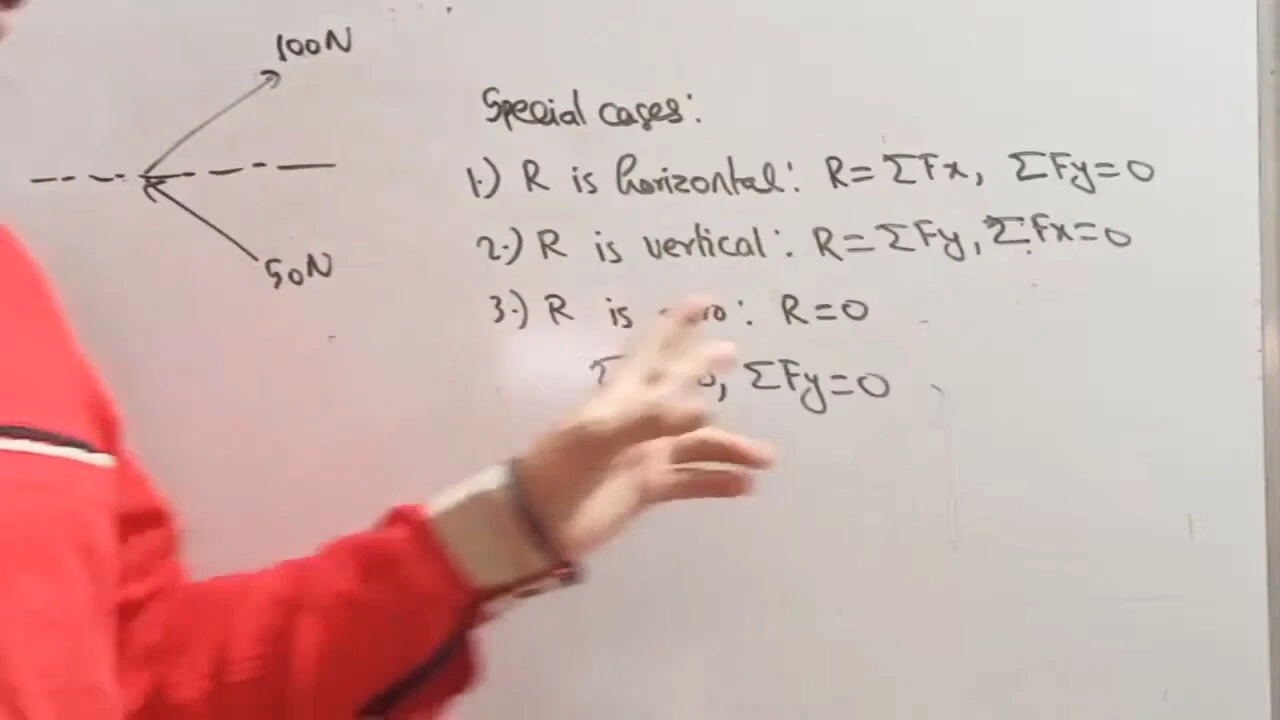 100N
50N
Special cases:
1.) R is horizontal: R=ΣFx, ΣFy=0
2.) R is vertical: R=ΣFy, ΣFx=0
3.) R is : R=0
ΣFy=0